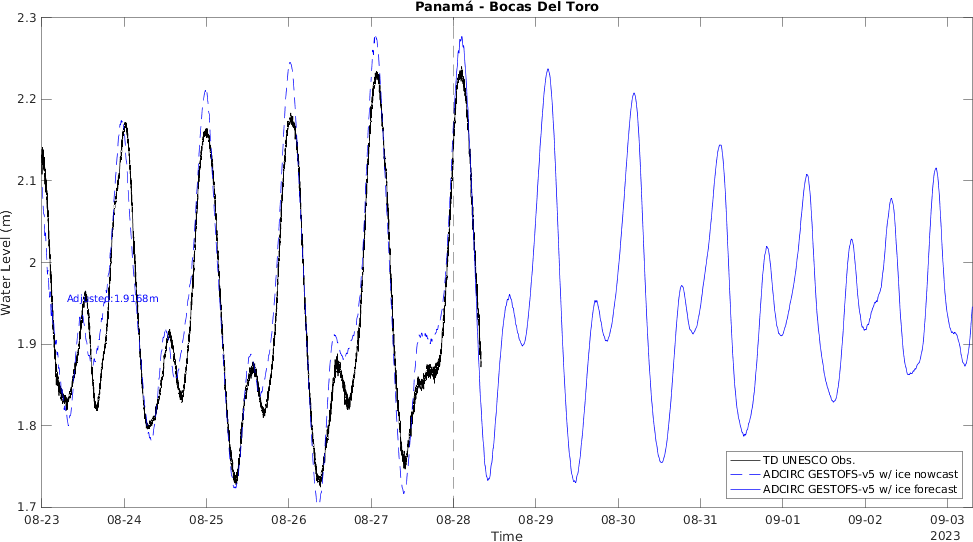 Panamá - Bocas Del Toro
2.3
2.2
2.1
2
1.9
1.8
1.7
Water Level (m)
Adjusted:1.9168m
TD UNESCO Obs.
ADCIRC GESTOFS-v5 w/ ice nowcast
ADCIRC GESTOFS-v5 w/ ice forecast
08-23 08-24 08-25 08-26 08-27 08-28 08-29 08-30 08-31 09-01 09-02 09-03
Time 2023